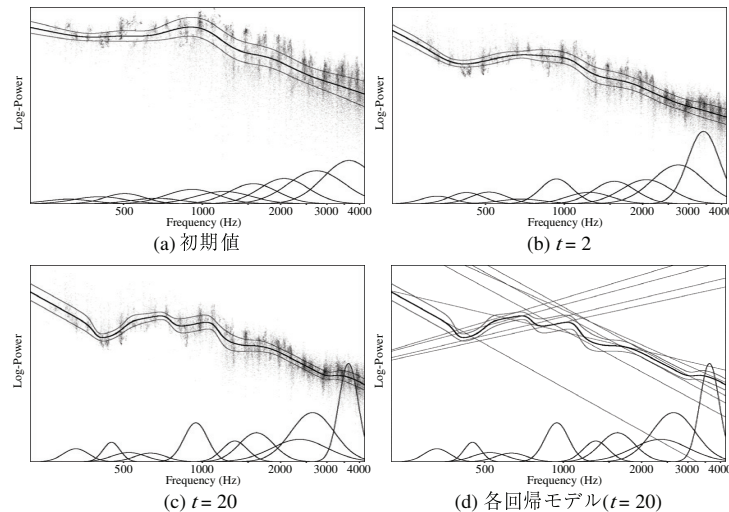 Log-Power
500 1000 2000 3000 4000
Frequency (Hz)
(a) 初期値
Log-Power
500 1000 2000 3000 4000
Frequency (Hz)
(b) t = 2
Log-Power
500 1000 2000 3000 4000
Frequency (Hz)
(c) t = 20
Log-Power
500 1000 2000 3000 4000
Frequency (Hz)
(d) 各回帰モデル(t = 20)